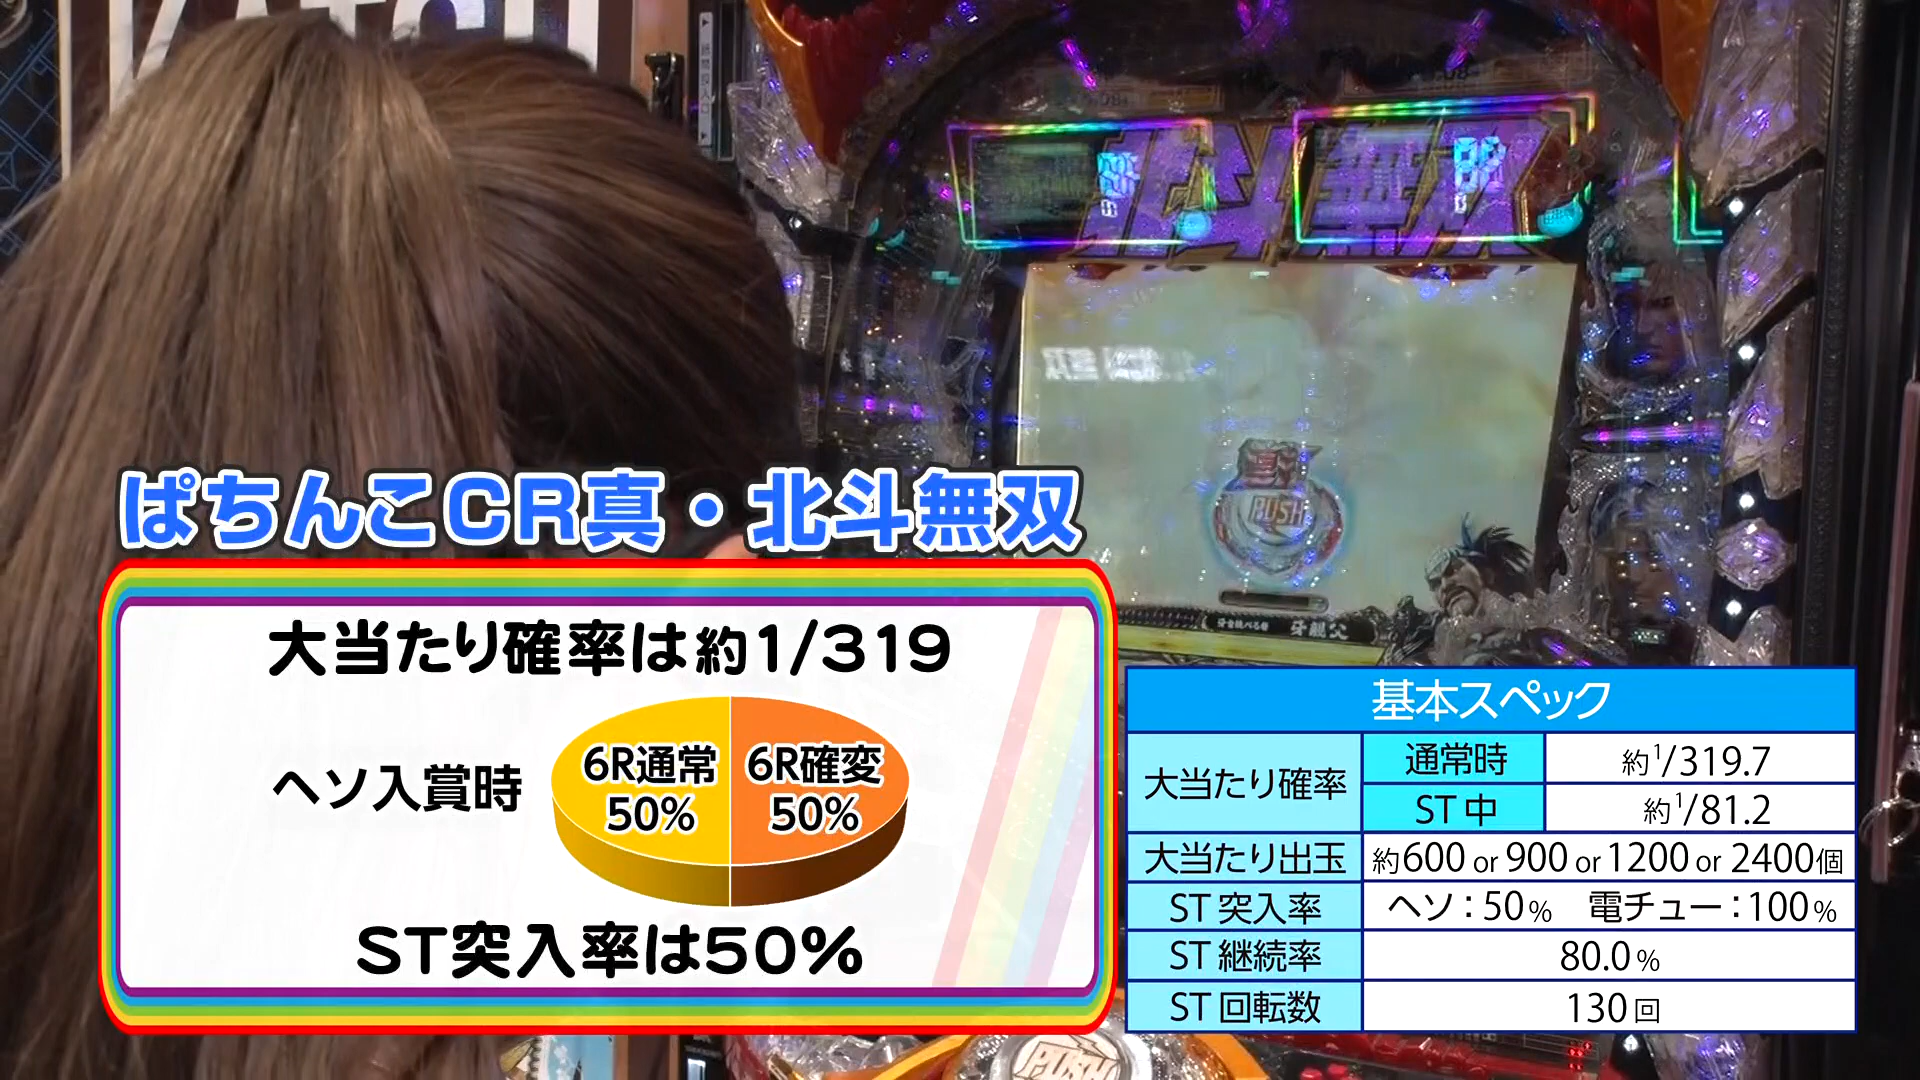 北斗無双
PUSH
ぱちんこCR真・北斗無双
大当たり確率は約1/319
ヘソ入賞時
6R通常
50%
6R確変
50%
ST突入率は50%
基本スペック
大当たり確率
通常時
約1/319.7
ST中
約1/81.2
大当たり出玉
約600 or 900 or 1200 or 2400個
ST突入率
ヘソ:50% 電チュー:100%
ST継続率
80.0%
ST回転数
130回
PUSH